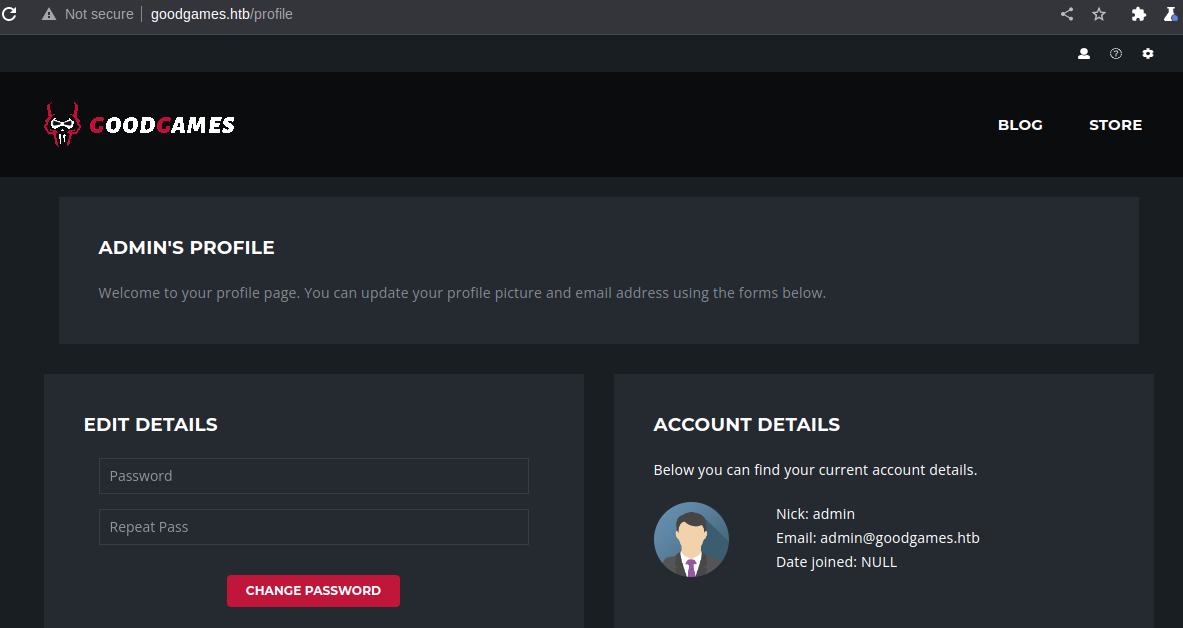 Not secure goodgames.htb/profile
GOODGAMES
BLOG STORE
ADMIN'S PROFILE
Welcome to your profile page. You can update your profile picture and email address using the forms below.
EDIT DETAILS
Password
Repeat Pass
CHANGE PASSWORD
ACCOUNT DETAILS
Below you can find your current account details.
Nick: admin
Email: admin@goodgames.htb
Date joined: NULL